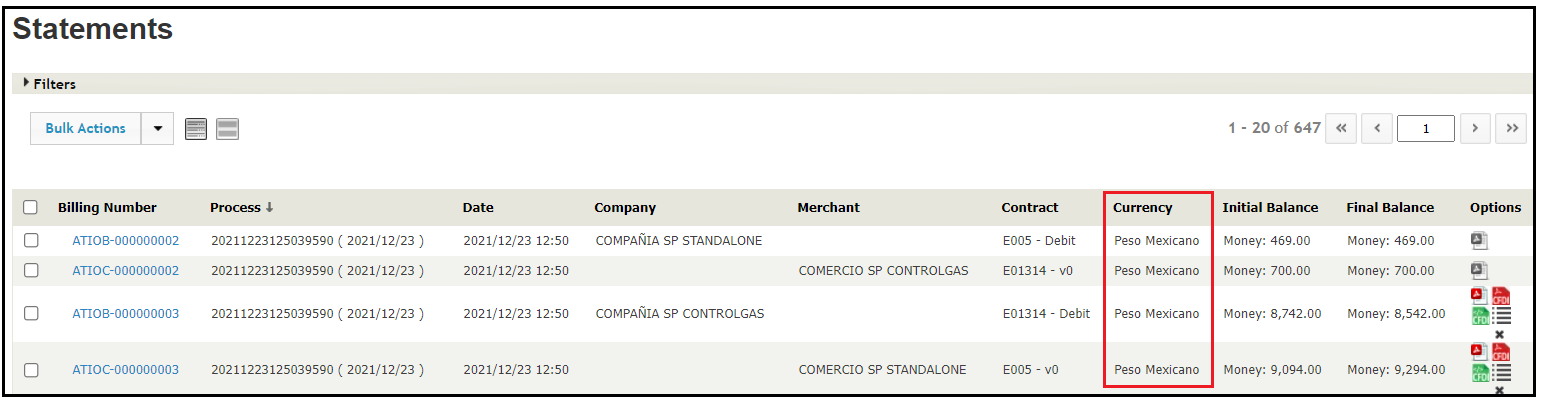 Statements
Filters
Bulk Actions
1 - 20 of 647 « ‹ 1 › »
Billing Number Process ↓ Date Company Merchant Contract Currency Initial Balance Final Balance Options
ATIOB-000000002 20211223125039590 ( 2021/12/23 ) 2021/12/23 12:50 COMPAÑIA SP STANDALONE E005 - Debit Peso Mexicano Money: 469.00 Money: 469.00
ATIOC-000000002 20211223125039590 ( 2021/12/23 ) 2021/12/23 12:50 COMERCIO SP CONTROLGAS E01314 - v0 Peso Mexicano Money: 700.00 Money: 700.00
ATIOB-000000003 20211223125039590 ( 2021/12/23 ) 2021/12/23 12:50 COMPAÑIA SP CONTROLGAS E01314 - Debit Peso Mexicano Money: 8,742.00 Money: 8,542.00 CFDI
CFDI
ATIOC-000000003 20211223125039590 ( 2021/12/23 ) 2021/12/23 12:50 COMERCIO SP STANDALONE E005 - v0 Peso Mexicano Money: 9,094.00 Money: 9,294.00 CFDI
CFDI